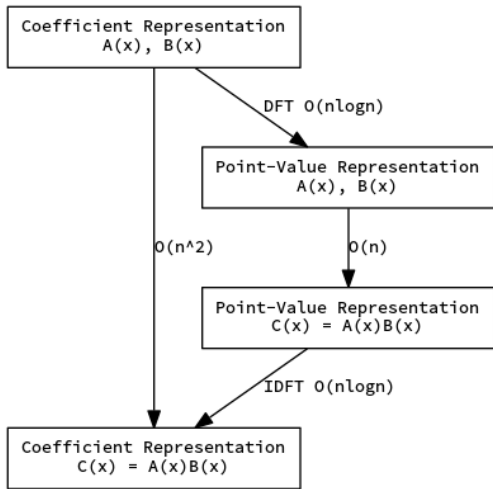 Coefficient Representation
A(x), B(x)
DFT O(nlogn)
Point-Value Representation
A(x), B(x)
O(n^2)
O(n)
Point-Value Representation
C(x) = A(x)B(x)
IDFT O(nlogn)
Coefficient Representation
C(x) = A(x)B(x)